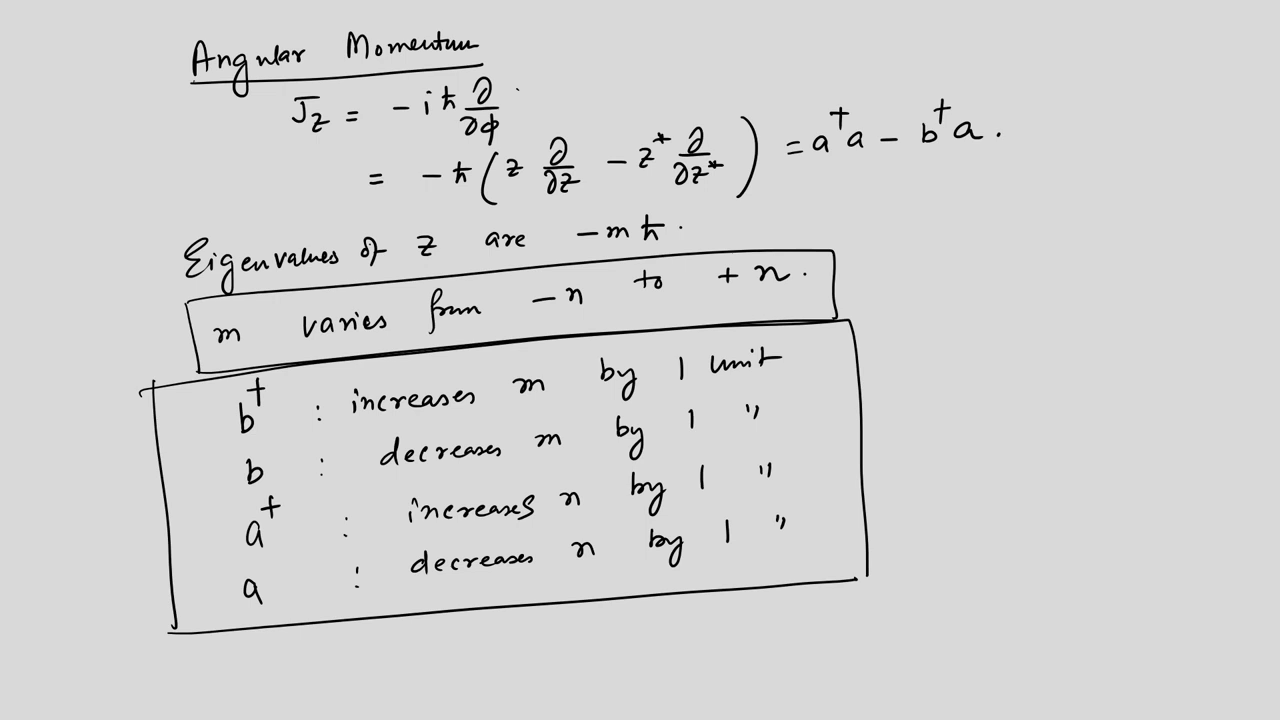 Angular Momentum
J_z = -iħ ∂/∂φ
= -ħ (z ∂/∂z - z* ∂/∂z*) = a†a - b†a.
Eigenvalues of z are -mħ.
m varies from -n to +n.
b† : increases m by 1 unit
b : decreases m by 1 "
a† : increases n by 1 "
a : decreases n by 1 "